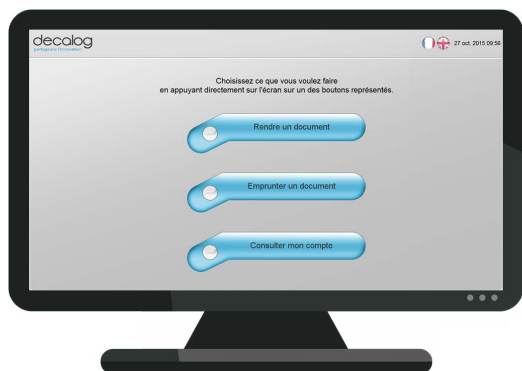 decalog
partageons l'innovation
27 oct. 2015 09:56
Choisissez ce que vous voulez faire
en appuyant directement sur l'écran sur un des boutons représentés.
Rendre un document
Emprunter un document
Consulter mon compte